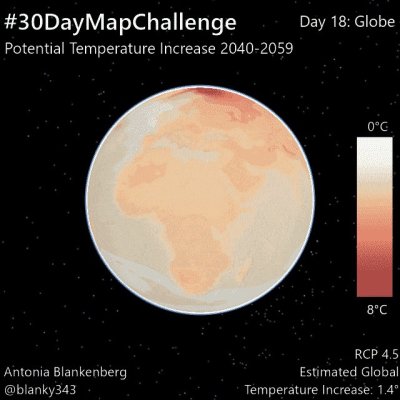 #30DayMapChallenge
Day 18: Globe
Potential Temperature Increase 2040-2059
0°C
8°C
RCP 4.5
Antonia Blankenberg
Estimated Global
@blanky343
Temperature Increase: 1.4°